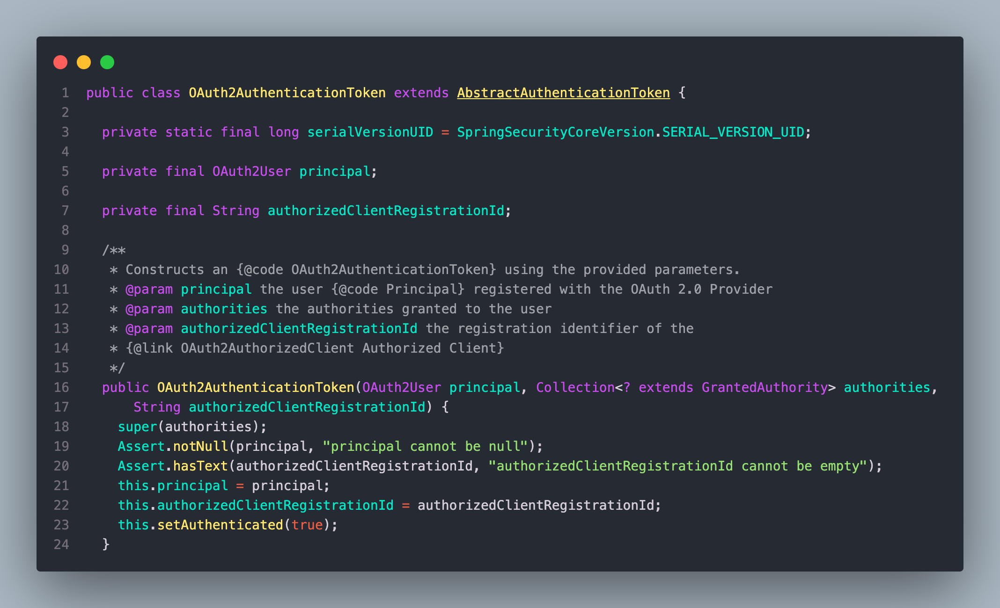 1 public class OAuth2AuthenticationToken extends AbstractAuthenticationToken {
2
3   private static final long serialVersionUID = SpringSecurityCoreVersion.SERIAL_VERSION_UID;
4
5   private final OAuth2User principal;
6
7   private final String authorizedClientRegistrationId;
8
9   /**
10    * Constructs an {@code OAuth2AuthenticationToken} using the provided parameters.
11    * @param principal the user {@code Principal} registered with the OAuth 2.0 Provider
12    * @param authorities the authorities granted to the user
13    * @param authorizedClientRegistrationId the registration identifier of the
14    * {@link OAuth2AuthorizedClient Authorized Client}
15    */
16   public OAuth2AuthenticationToken(OAuth2User principal, Collection<? extends GrantedAuthority> authorities,
17       String authorizedClientRegistrationId) {
18     super(authorities);
19     Assert.notNull(principal, "principal cannot be null");
20     Assert.hasText(authorizedClientRegistrationId, "authorizedClientRegistrationId cannot be empty");
21     this.principal = principal;
22     this.authorizedClientRegistrationId = authorizedClientRegistrationId;
23     this.setAuthenticated(true);
24   }